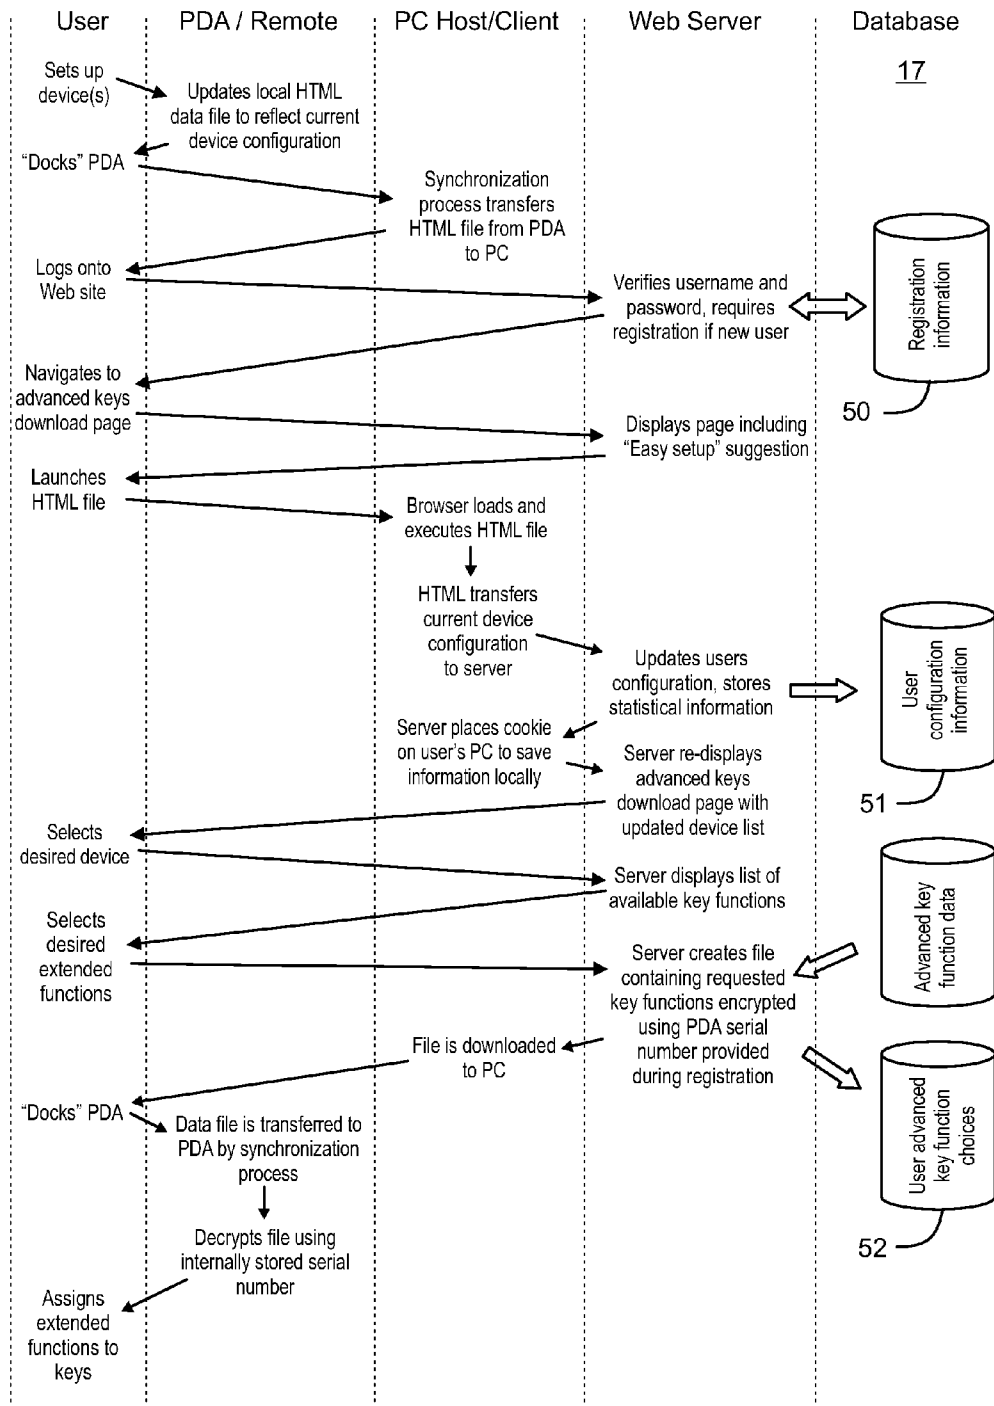 User
PDA / Remote
PC Host/Client
Web Server
Database
17
Sets up
device(s)
Updates local HTML
data file to reflect current
device configuration
“Docks” PDA
Synchronization
process transfers
HTML file from PDA
to PC
Logs onto
Web site
Verifies username and
password, requires
registration if new user
Registration
information
50
Navigates to
advanced keys
download page
Displays page including
“Easy setup” suggestion
Launches
HTML file
Browser loads and
executes HTML file
HTML transfers
current device
configuration
to server
Updates users
configuration, stores
statistical information
User
configuration
information
51
Server places cookie
on user's PC to save
information locally
Server re-displays
advanced keys
download page with
updated device list
Selects
desired device
Server displays list of
available key functions
Advanced key
function data
Selects
desired
extended
functions
Server creates file
containing requested
key functions encrypted
using PDA serial
number provided
during registration
File is downloaded
to PC
User advanced
key function
choices
52
“Docks” PDA
Data file is transferred to
PDA by synchronization
process
Decrypts file using
internally stored serial
number
Assigns
extended
functions to
keys